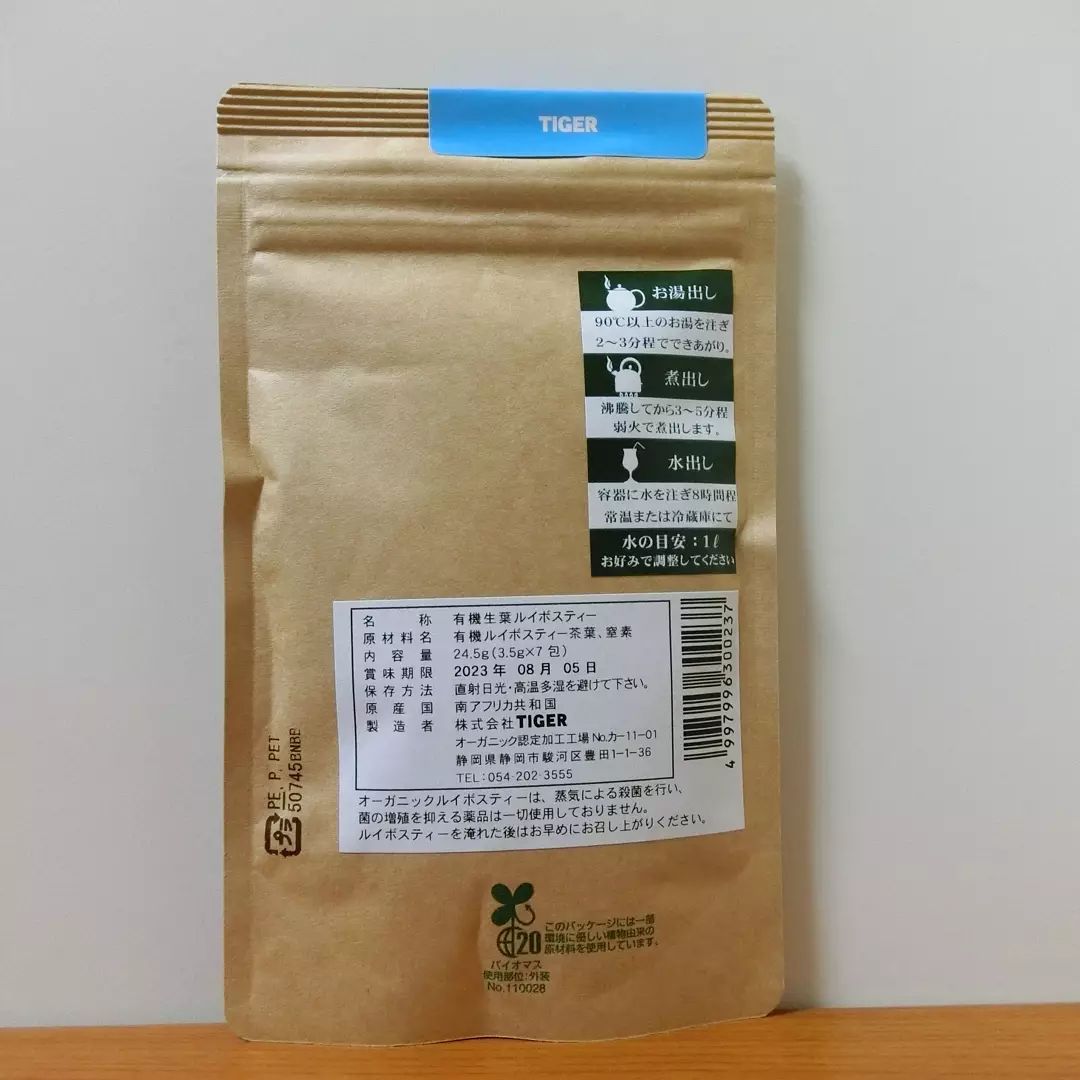 TIGER
お湯出し
90℃以上のお湯を注ぎ
2〜3分程でできあがり。
煮出し
沸騰してから3〜5分程
弱火で煮出します。
水出し
容器に水を注ぎ8時間程
常温または冷蔵庫にて
水の目安：1ℓ
お好みで調整してください
名称 有機生葉ルイボスティー
原材料名 有機ルイボスティー茶葉、窒素
内容量 24.5g(3.5g×7包)
賞味期限 2023年 08月 05日
保存方法 直射日光・高温多湿を避けて下さい。
原産国 南アフリカ共和国
製造者 株式会社TIGER
オーガニック認定加工工場No.カー11-01
静岡県静岡市駿河区豊田1-1-36
TEL:054-202-3555
オーガニックルイボスティーは、蒸気による殺菌を行い、
菌の増殖を抑える薬品は一切使用しておりません。
ルイボスティーを淹れた後はお早めにお召し上がりください。
4997996300237
PE, P, PET
50745BNBE
プラ
20
このパッケージには一部
環境に優しい植物由来の
原材料を使用しています。
バイオマス
使用部位:外装
No.110028